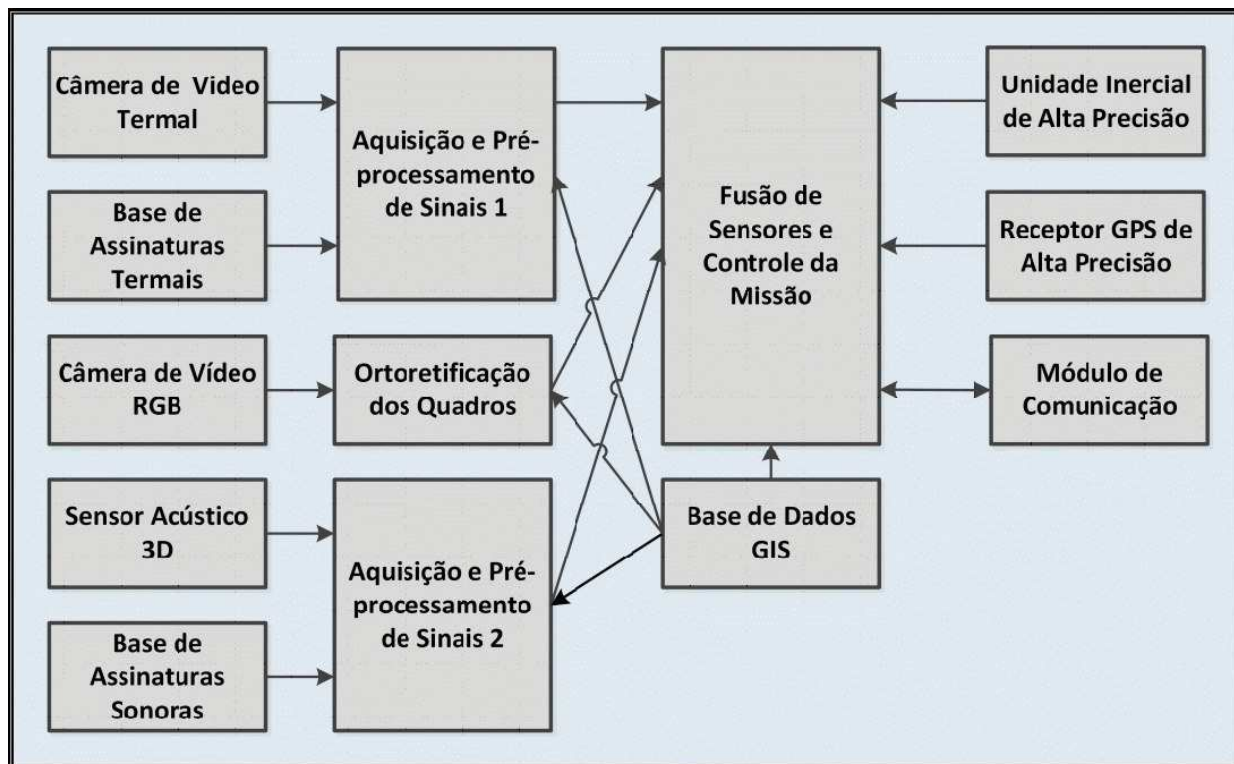 Câmera de Video
Termal
Base de
Assinaturas
Termais
Câmera de Vídeo
RGB
Sensor Acústico
3D
Base de
Assinaturas
Sonoras
Aquisição e Pré-
processamento
de Sinais 1
Ortoretificação
dos Quadros
Aquisição e Pré-
processamento
de Sinais 2
Fusão de
Sensores e
Controle da
Missão
Base de Dados
GIS
Unidade Inercial
de Alta Precisão
Receptor GPS de
Alta Precisão
Módulo de
Comunicação